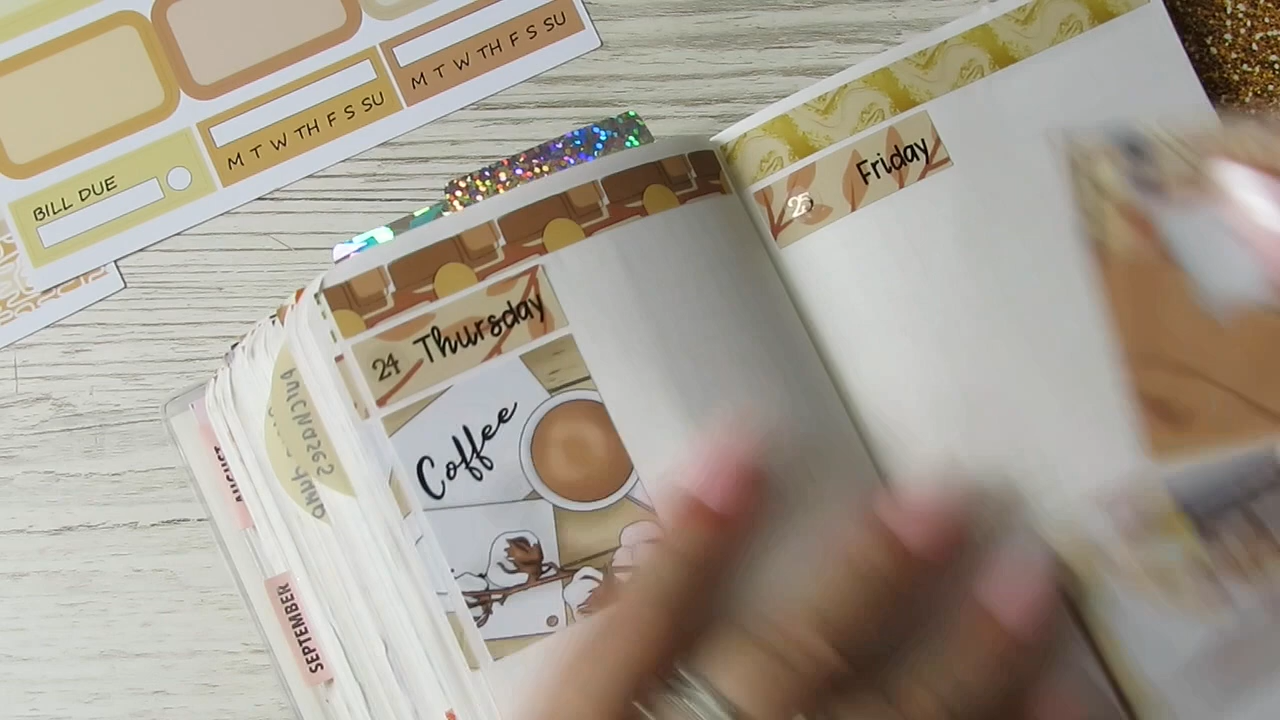 M T W TH F S SU
M T W TH F S SU
BILL DUE
Friday
25
24 Thursday
Coffee
SEPTEMBER